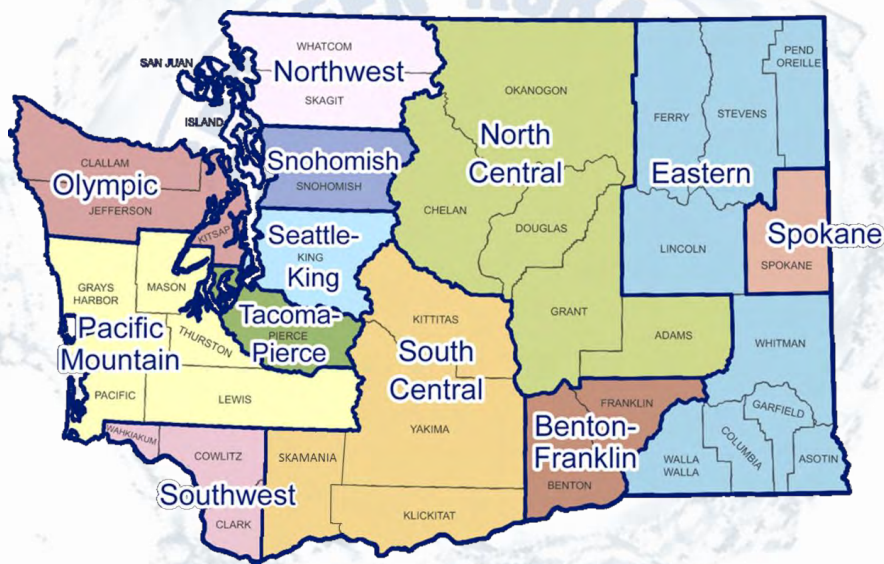 WHATCOM
SAN JUAN
Northwest
SKAGIT
ISLAND
OKANOGON
PEND
OREILLE
FERRY
STEVENS
North
Central
Eastern
Snohomish
SNOHOMISH
CLALLAM
Olympic
JEFFERSON
KITSAP
CHELAN
DOUGLAS
LINCOLN
Spokane
SPOKANE
Seattle-
KING
King
GRAYS
HARBOR
MASON
Tacoma-
PIERCE
Pierce
Pacific
Mountain
THURSTON
KITTITAS
GRANT
ADAMS
WHITMAN
South
Central
PACIFIC
LEWIS
YAKIMA
FRANKLIN
Benton-
Franklin
BENTON
GARFIELD
COLUMBIA
WALLA
WALLA
ASOTIN
WAHKIAKUM
COWLITZ
SKAMANIA
Southwest
CLARK
KLICKITAT